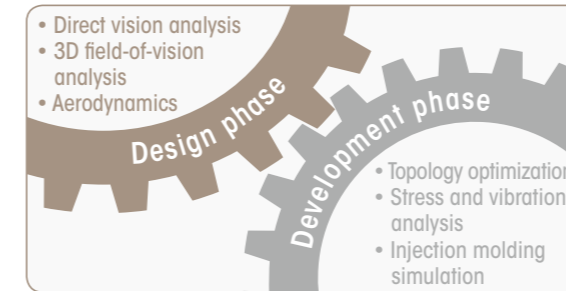 • Direct vision analysis
• 3D field-of-vision
analysis
• Aerodynamics
Design phase
Development phase
• Topology optimization
• Stress and vibration
analysis
• Injection molding
simulation